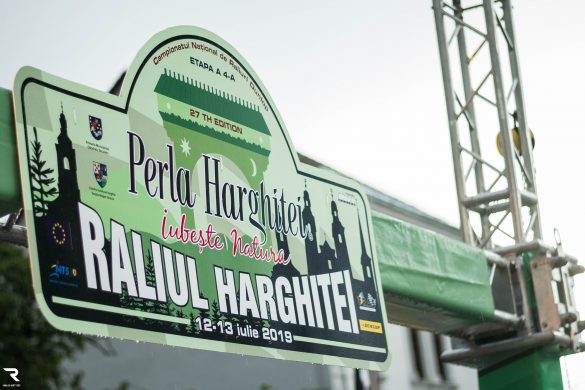 Campionatul Național de Raliuri Dunlop
ETAPA A 4-A
27 TH EDITION
Perla Harghitei
iubește Natura
RALIUL HARGHITEI
12-13 iulie 2019
DUNLOP